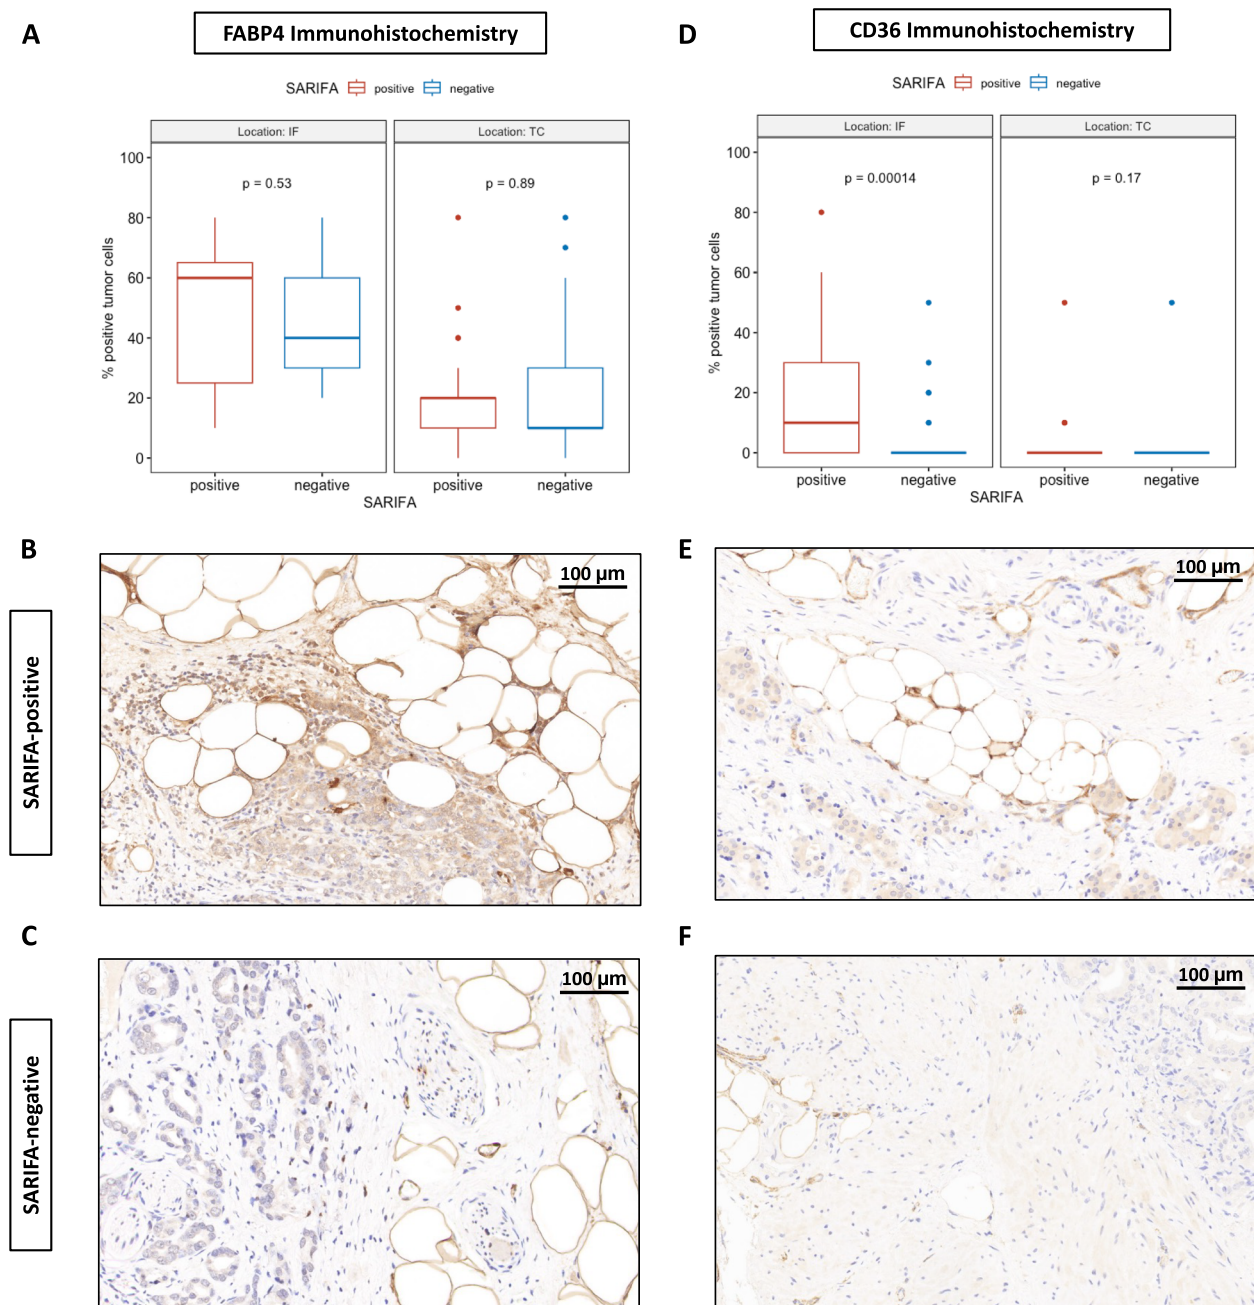 A
FABP4 Immunohistochemistry
SARIFA positive negative
Location: IF
Location: TC
p = 0.53
p = 0.89
% positive tumor cells
100
80
60
40
20
0
positive
negative
positive
negative
SARIFA
D
CD36 Immunohistochemistry
SARIFA positive negative
Location: IF
Location: TC
p = 0.00014
p = 0.17
% positive tumor cells
100
80
60
40
20
0
positive
negative
positive
negative
SARIFA
SARIFA-positive
B
100 µm
E
100 µm
SARIFA-negative
C
100 µm
F
100 µm